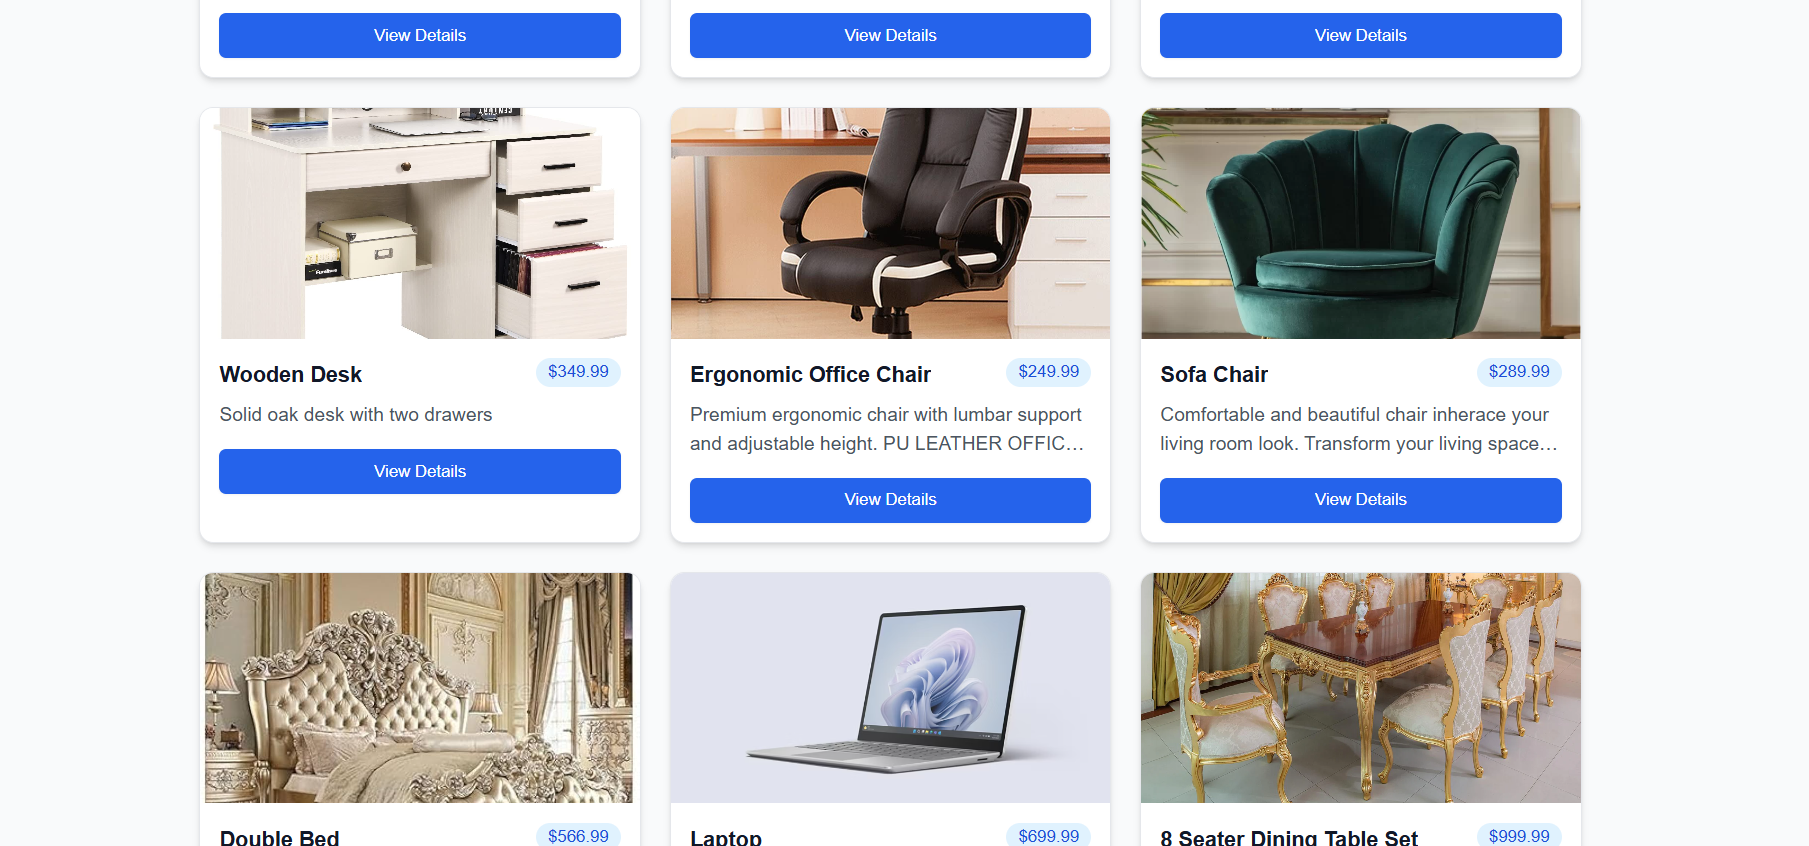 View Details
View Details
View Details
Wooden Desk
$349.99
Solid oak desk with two drawers
View Details
Ergonomic Office Chair
$249.99
Premium ergonomic chair with lumbar support
and adjustable height. PU LEATHER OFFIC...
View Details
Sofa Chair
$289.99
Comfortable and beautiful chair inherace your
living room look. Transform your living space...
View Details
Double Bed
$566.99
Laptop
$699.99
8 Seater Dining Table Set
$999.99